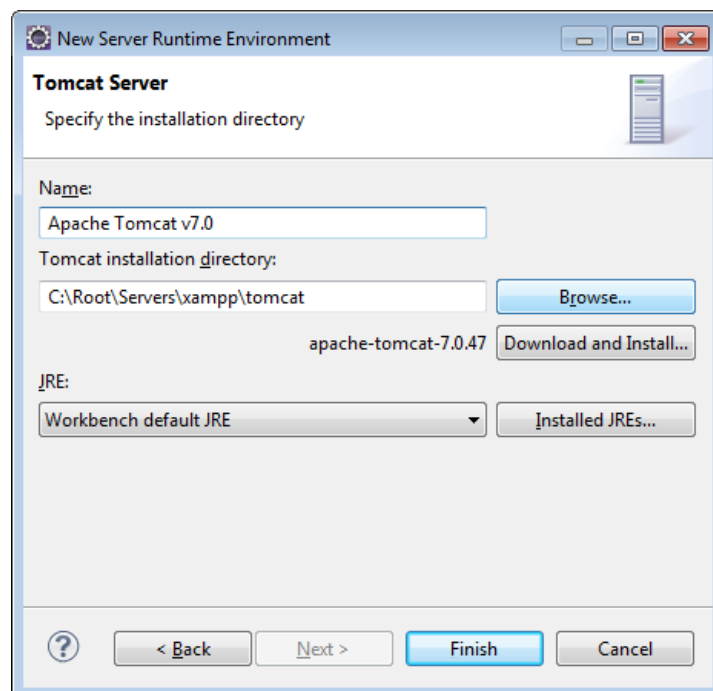 New Server Runtime Environment
Tomcat Server
Specify the installation directory
Name:
Apache Tomcat v7.0
Tomcat installation directory:
C:\Root\Servers\xampp\tomcat
Browse...
apache-tomcat-7.0.47
Download and Install...
JRE:
Workbench default JRE
Installed JREs...
?
< Back
Next >
Finish
Cancel